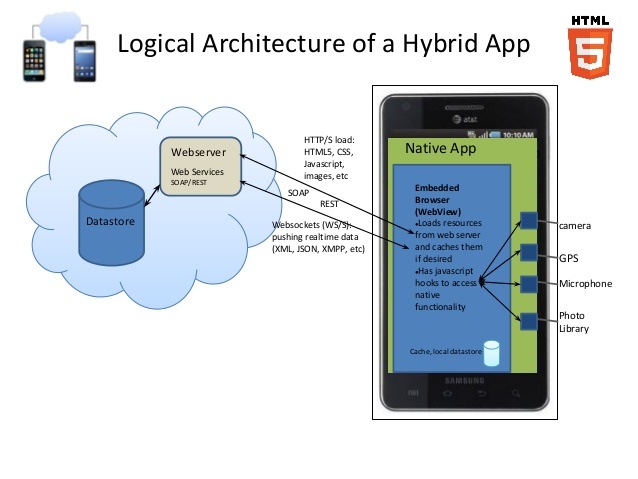 Logical Architecture of a Hybrid App
HTML
5
Webserver
Web Services
SOAP/REST
Datastore
HTTP/S load:
HTML5, CSS,
Javascript,
images, etc
SOAP
REST
Websockets (WS/S):
pushing realtime data
(XML, JSON, XMPP, etc)
at&t
10:10 AM
Native App
Embedded
Browser
(WebView)
•Loads resources
from web server
and caches them
if desired
•Has javascript
hooks to access
native
functionality
Cache, local datastore
camera
GPS
Microphone
Photo
Library
SAMSUNG